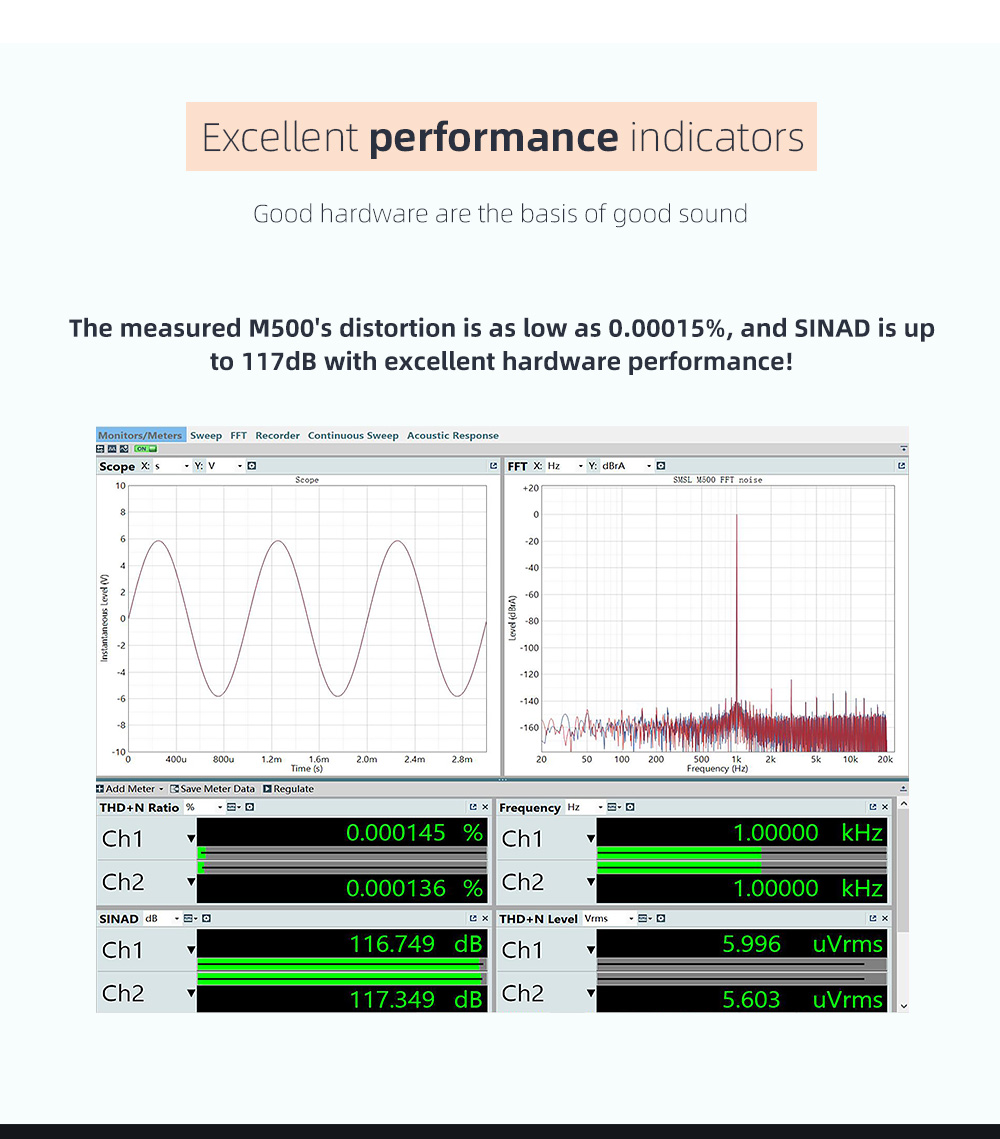 Excellent performance indicators
Good hardware are the basis of good sound
The measured M500's distortion is as low as 0.00015%, and SINAD is up
to 117dB with excellent hardware performance!
Monitors/Meters Sweep FFT Recorder Continuous Sweep Acoustic Response
ON
Scope X: s Y: V
FFT X: Hz Y: dBrA
Scope
SMSL M500 FFT noise
10
8
6
4
2
0
-2
-4
-6
-8
-10
Instantaneous Level (V)
0 400u 800u 1.2m 1.6m 2.0m 2.4m 2.8m
Time (s)
+20
0
-20
-40
-60
-80
-100
-120
-140
-160
Level (dBrA)
20 50 100 200 500 1k 2k 5k 10k 20k
Frequency (Hz)
Add Meter Save Meter Data Regulate
THD+N Ratio %
Ch1 0.000145 %
Ch2 0.000136 %
Frequency Hz
Ch1 1.00000 kHz
Ch2 1.00000 kHz
SINAD dB
Ch1 116.749 dB
Ch2 117.349 dB
THD+N Level Vrms
Ch1 5.996 uVrms
Ch2 5.603 uVrms